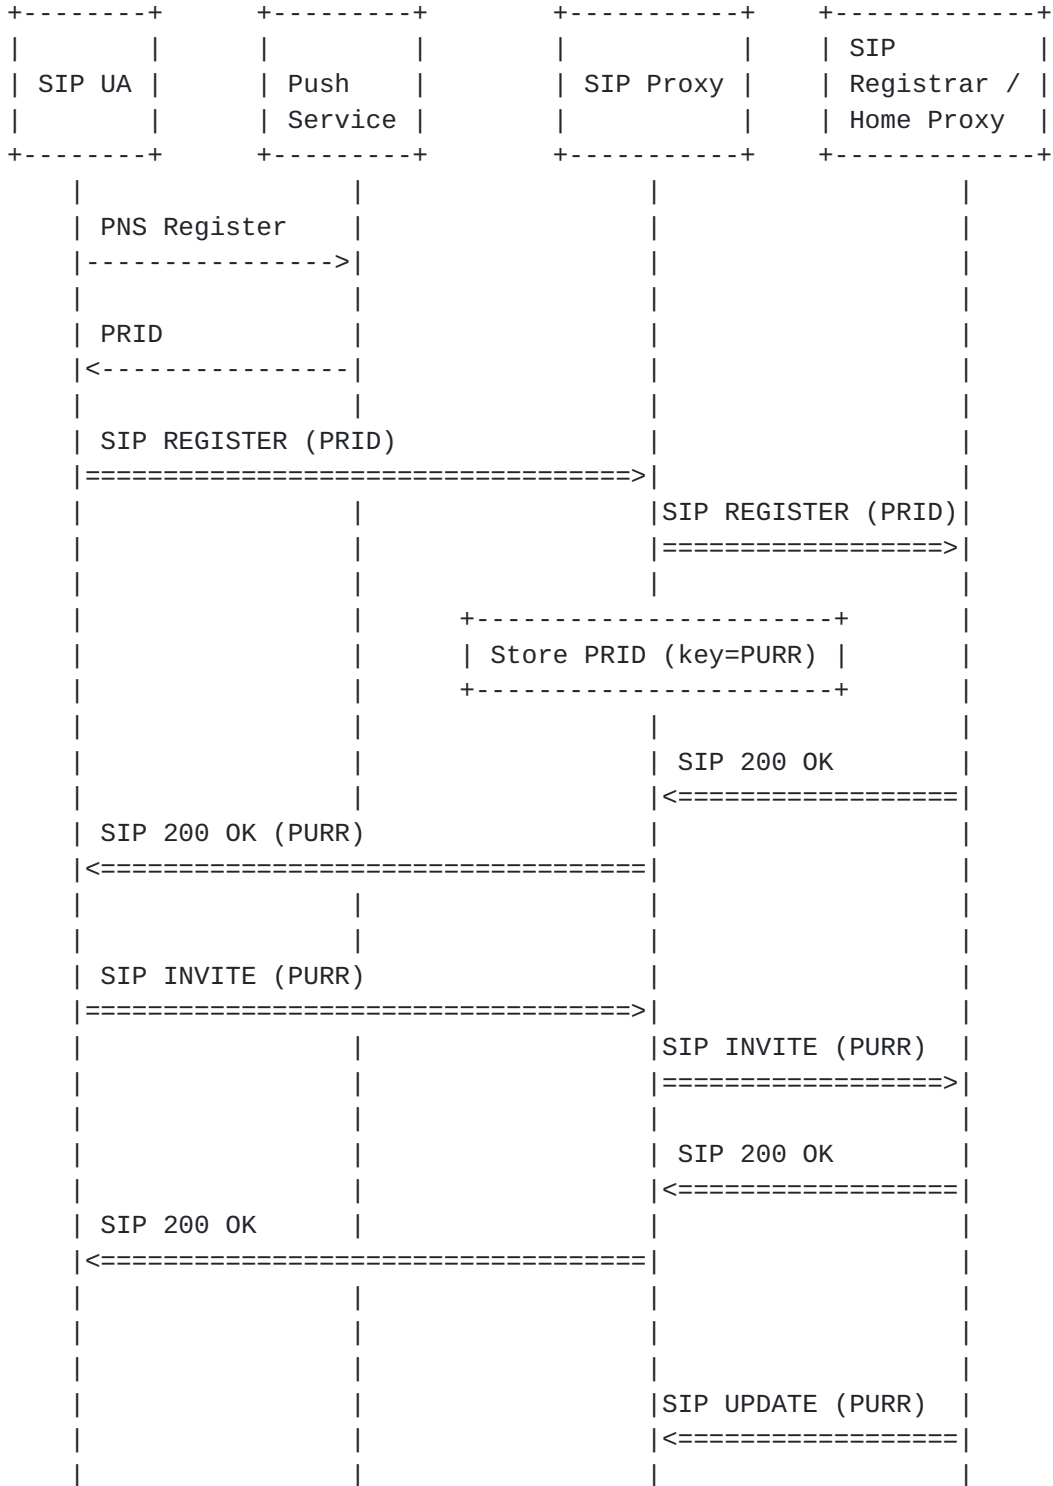 SIP UA
Push
Service
SIP Proxy
SIP
Registrar /
Home Proxy
PNS Register
PRID
SIP REGISTER (PRID)
SIP REGISTER (PRID)
Store PRID (key=PURR)
SIP 200 OK
SIP 200 OK (PURR)
SIP INVITE (PURR)
SIP INVITE (PURR)
SIP 200 OK
SIP 200 OK
SIP UPDATE (PURR)